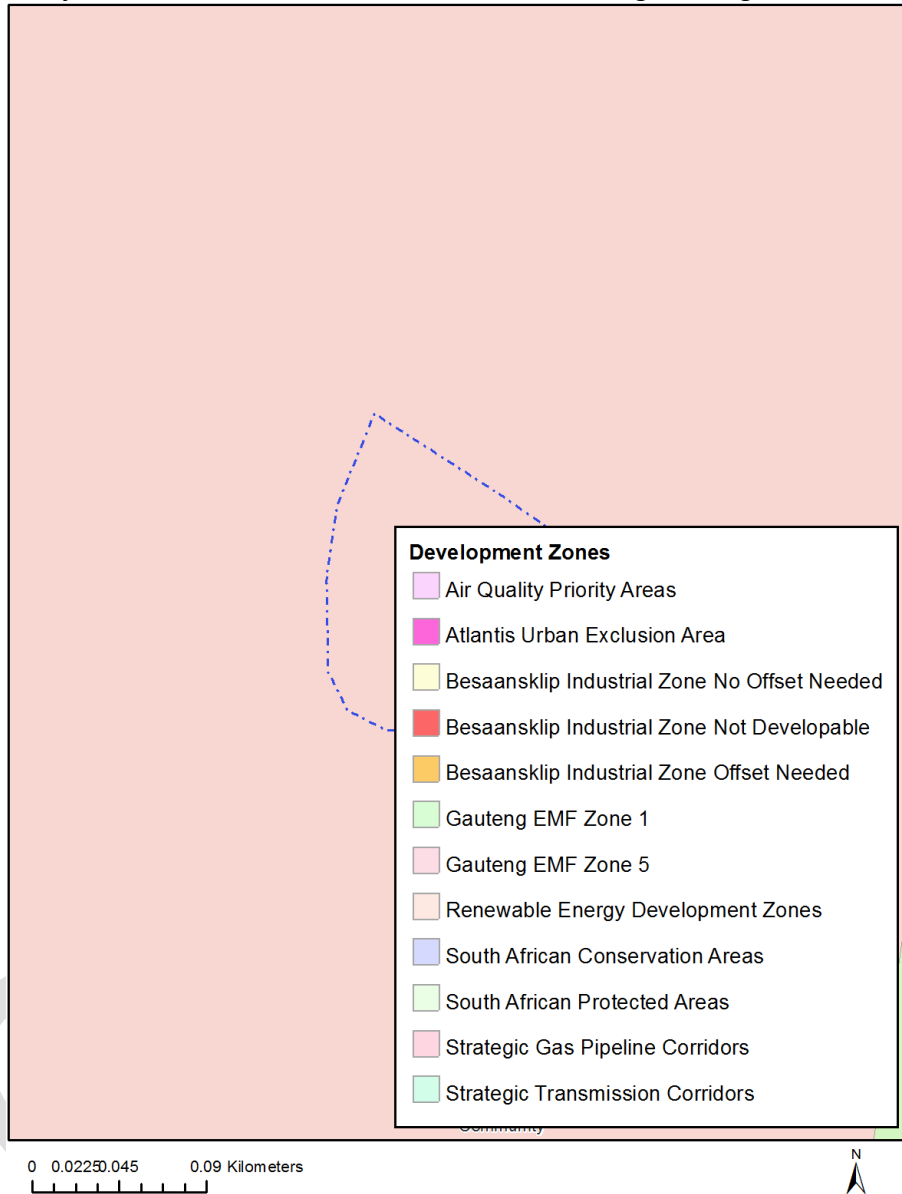 Development Zones
Air Quality Priority Areas
Atlantis Urban Exclusion Area
Besaansklip Industrial Zone No Offset Needed
Besaansklip Industrial Zone Not Developable
Besaansklip Industrial Zone Offset Needed
Gauteng EMF Zone 1
Gauteng EMF Zone 5
Renewable Energy Development Zones
South African Conservation Areas
South African Protected Areas
Strategic Gas Pipeline Corridors
Strategic Transmission Corridors
Community
0 0.0225 0.045 0.09 Kilometers
N